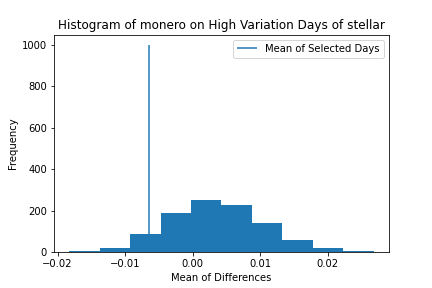 Histogram of monero on High Variation Days of stellar
Mean of Selected Days
1000
800
600
400
200
0
Frequency
−0.02 −0.01 0.00 0.01 0.02
Mean of Differences